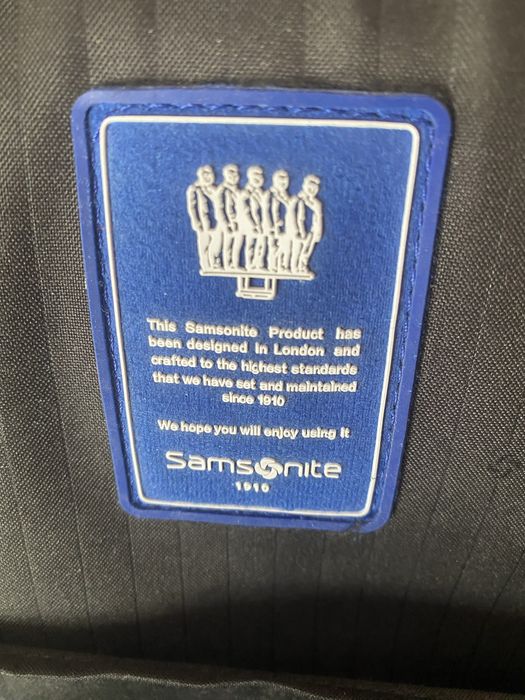 This Samsonite Product has
been designed in London and
crafted to the highest standards
that we have set and maintained
since 1910
We hope you will enjoy using it
Samsonite
1910